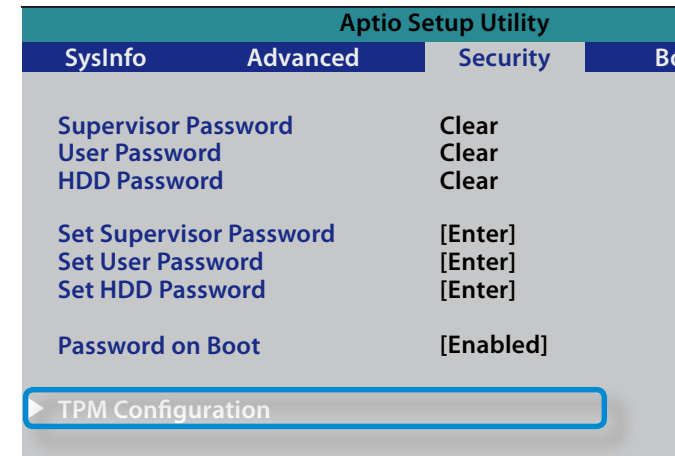 Aptio Setup Utility
SysInfo Advanced Security
Supervisor Password Clear
User Password Clear
HDD Password Clear
Set Supervisor Password [Enter]
Set User Password [Enter]
Set HDD Password [Enter]
Password on Boot [Enabled]
TPM Configuration